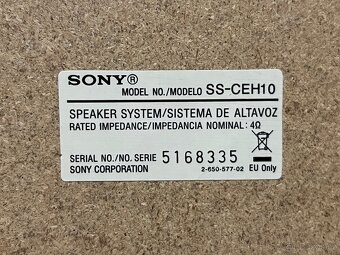 SONY® MODEL NO./MODELO SS-CEH10
SPEAKER SYSTEM/SISTEMA DE ALTAVOZ
RATED IMPEDANCE/IMPEDANCIA NOMINAL: 4Ω
SERIAL NO./NO. SERIE 5168335
SONY CORPORATION 2-650-577-02 EU Only